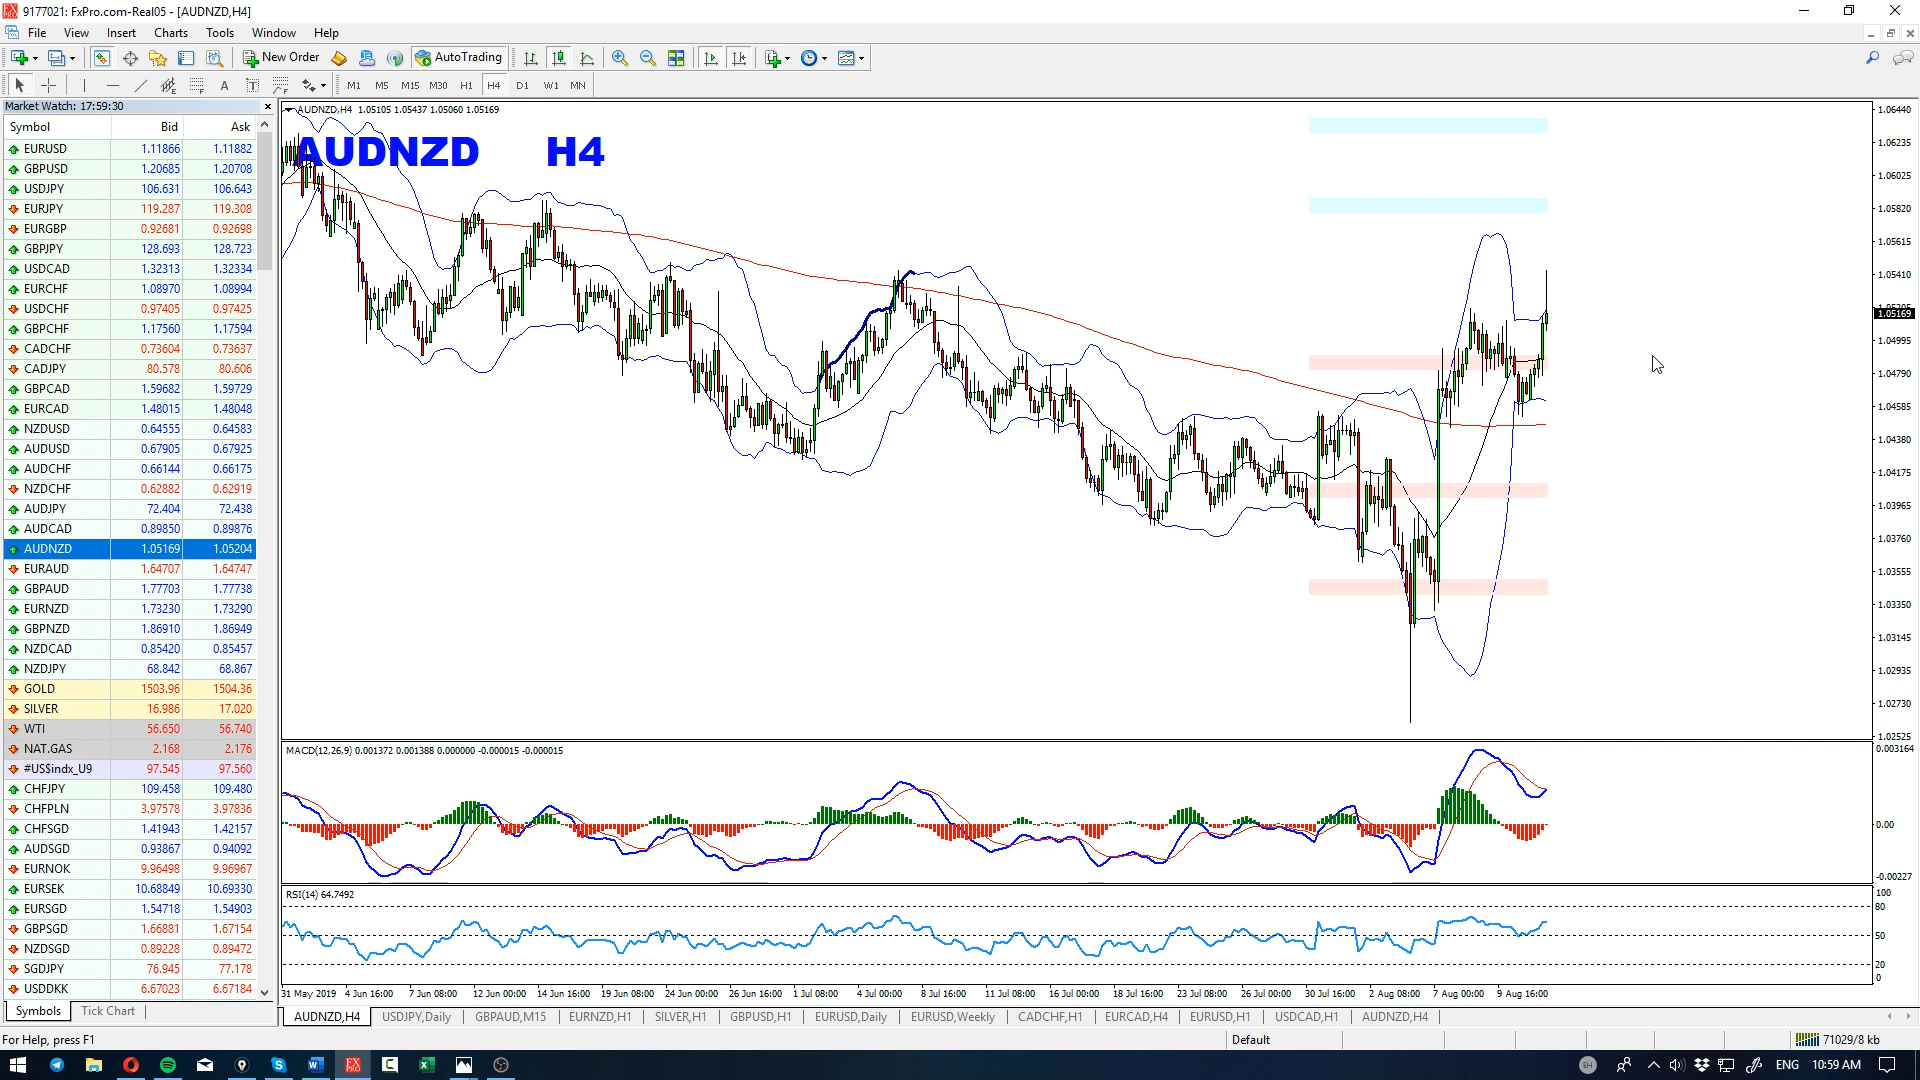 9177021: FxPro.com-Real05 - [AUDNZD,H4]
File View Insert Charts Tools Window Help
New Order AutoTrading
M1 M5 M15 M30 H1 H4 D1 W1 MN
Market Watch: 17:59:30
Symbol Bid Ask
EURUSD 1.11866 1.11882
GBPUSD 1.20685 1.20708
USDJPY 106.631 106.643
EURJPY 119.287 119.308
EURGBP 0.92681 0.92698
GBPJPY 128.693 128.723
USDCAD 1.32313 1.32334
EURCHF 1.08970 1.08994
USDCHF 0.97405 0.97425
GBPCHF 1.17560 1.17594
CADCHF 0.73604 0.73637
CADJPY 80.578 80.606
GBPCAD 1.59682 1.59729
EURCAD 1.48015 1.48048
NZDUSD 0.64555 0.64583
AUDUSD 0.67905 0.67925
AUDCHF 0.66144 0.66175
NZDCHF 0.62882 0.62919
AUDJPY 72.404 72.438
AUDCAD 0.89850 0.89876
AUDNZD 1.05169 1.05204
EURAUD 1.64707 1.64747
GBPAUD 1.77703 1.77738
EURNZD 1.73230 1.73290
GBPNZD 1.86910 1.86949
NZDCAD 0.85420 0.85457
NZDJPY 68.842 68.867
GOLD 1503.96 1504.36
SILVER 16.986 17.020
WTI 56.650 56.740
NAT.GAS 2.168 2.176
#US$indx_U9 97.545 97.560
CHFJPY 109.458 109.480
CHFPLN 3.97578 3.97836
CHFSGD 1.41943 1.42157
AUDSGD 0.93867 0.94092
EURNOK 9.96498 9.96967
EURSEK 10.68849 10.69330
EURSGD 1.54718 1.54903
GBPSGD 1.66881 1.67154
NZDSGD 0.89228 0.89472
SGDJPY 76.945 77.178
USDDKK 6.67023 6.67184
Symbols Tick Chart
AUDNZD,H4 1.05105 1.05437 1.05060 1.05169
AUDNZD H4
1.06440
1.06235
1.06025
1.05820
1.05615
1.05410
1.05169
1.04995
1.04790
1.04585
1.04380
1.04175
1.03965
1.03760
1.03555
1.03350
1.03145
1.02935
1.02730
1.02525
MACD(12,26,9) 0.001372 0.001388 0.000000 -0.000015 -0.000015
0.003164
0.00
-0.00227
RSI(14) 64.7492
100
80
50
20
0
31 May 2019 4 Jun 16:00 7 Jun 08:00 12 Jun 00:00 14 Jun 16:00 19 Jun 08:00 24 Jun 00:00 26 Jun 16:00 1 Jul 08:00 4 Jul 00:00 8 Jul 16:00 11 Jul 08:00 16 Jul 00:00 18 Jul 16:00 23 Jul 08:00 26 Jul 00:00 30 Jul 16:00 2 Aug 08:00 7 Aug 00:00 9 Aug 16:00
AUDNZD,H4 USDJPY,Daily GBPAUD,M15 EURNZD,H1 SILVER,H1 GBPUSD,H1 EURUSD,Daily EURUSD,Weekly CADCHF,H1 EURCAD,H4 EURUSD,H1 USDCAD,H1 AUDNZD,H4
For Help, press F1 Default 71029/8 kb
ENG 10:59 AM